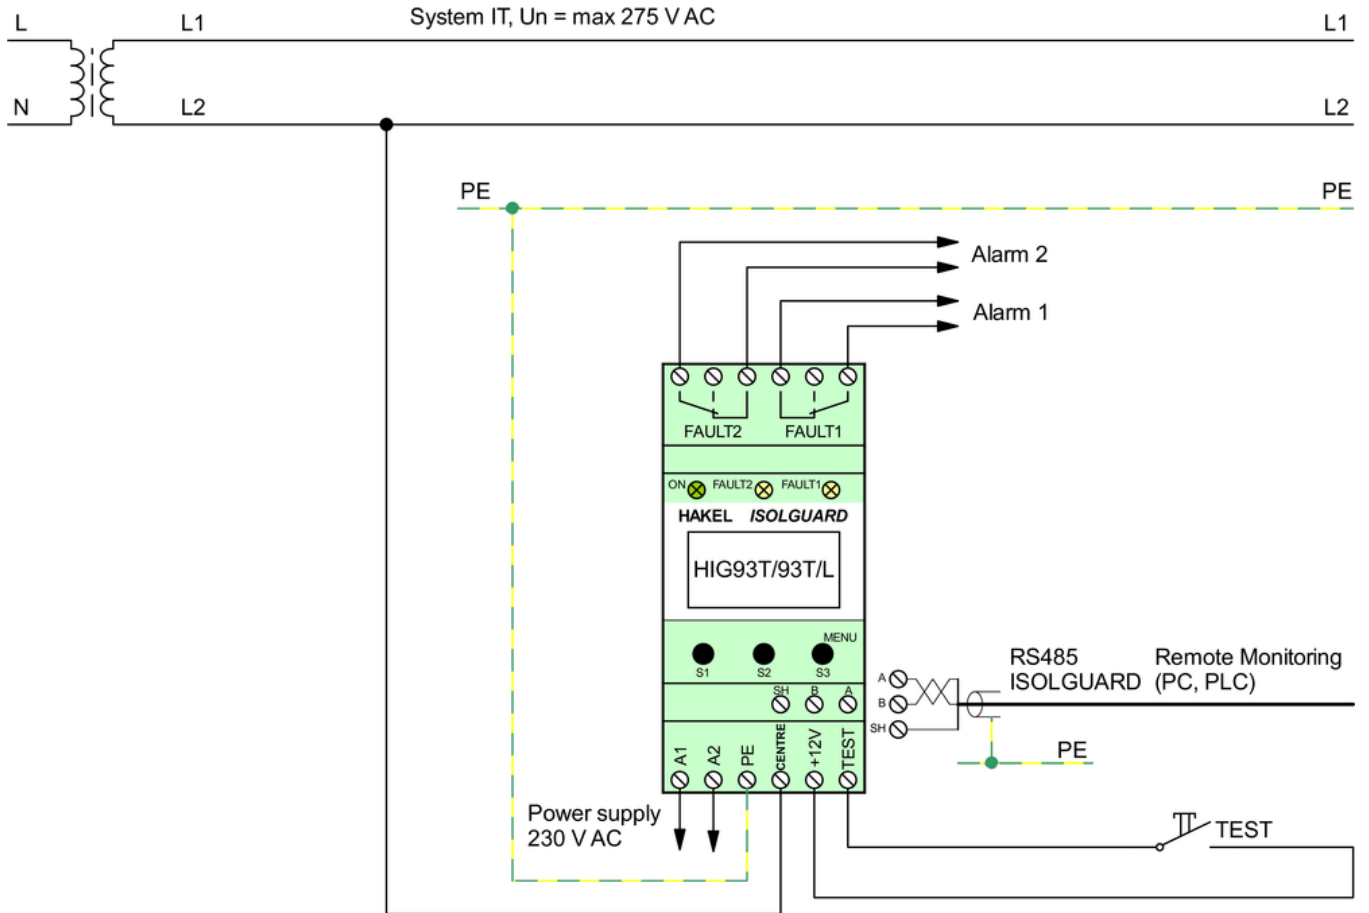 System IT, Un = max 275 V AC
L
L1
L1
N
L2
L2
PE
PE
Alarm 2
Alarm 1
FAULT2
FAULT1
ON
FAULT2
FAULT1
HAKEL ISOLGUARD
HIG93T/93T/L
MENU
S1
S2
S3
SH
B
A
A
B
SH
RS485
ISOLGUARD
Remote Monitoring
(PC, PLC)
PE
A1
A2
PE
CENTRE
+12V
TEST
Power supply
230 V AC
TEST